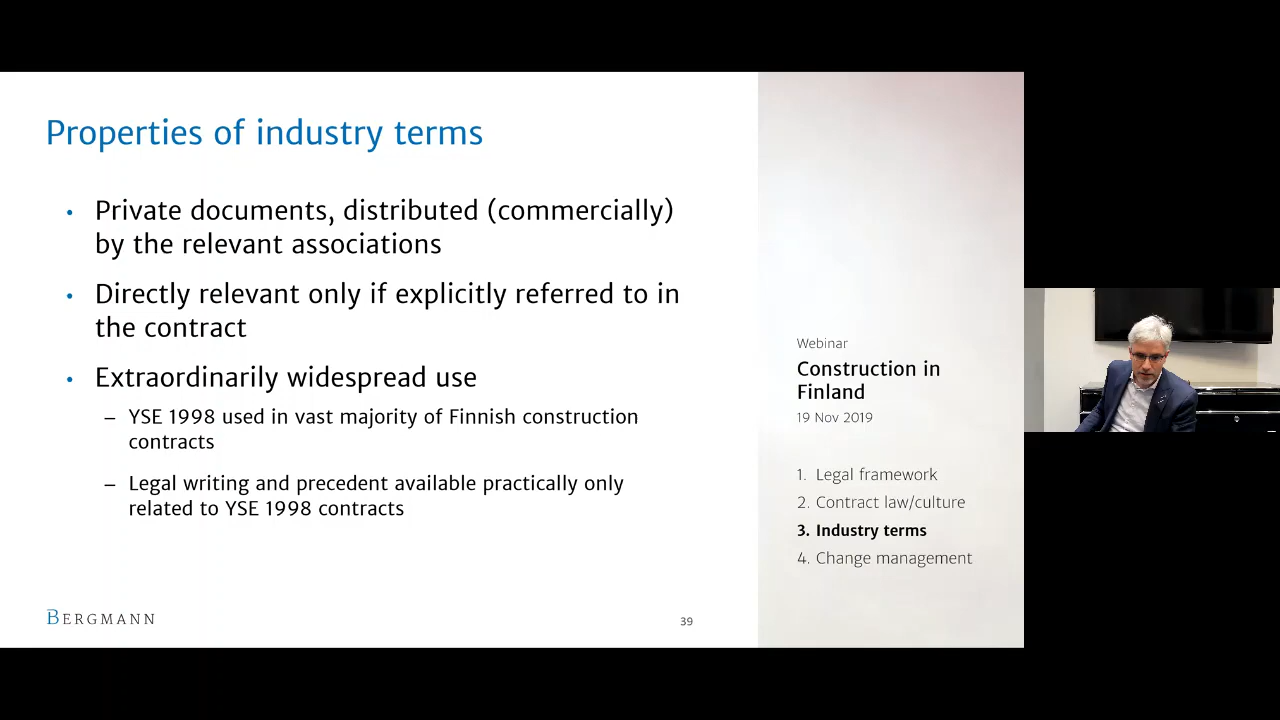 Properties of industry terms
• Private documents, distributed (commercially)
by the relevant associations
• Directly relevant only if explicitly referred to in
the contract
• Extraordinarily widespread use
– YSE 1998 used in vast majority of Finnish construction
contracts
– Legal writing and precedent available practically only
related to YSE 1998 contracts
BERGMANN
39
Webinar
Construction in
Finland
19 Nov 2019
1. Legal framework
2. Contract law/culture
3. Industry terms
4. Change management